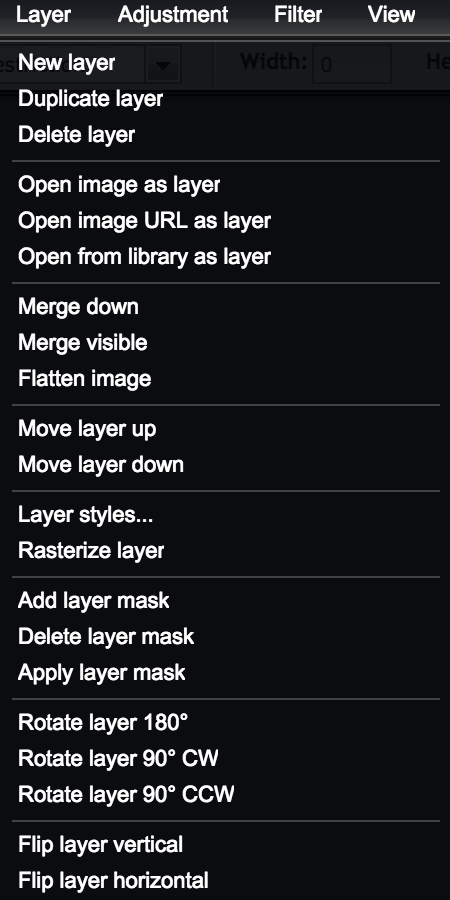 Layer Adjustment Filter View
Width: 0
New layer
Duplicate layer
Delete layer
Open image as layer
Open image URL as layer
Open from library as layer
Merge down
Merge visible
Flatten image
Move layer up
Move layer down
Layer styles...
Rasterize layer
Add layer mask
Delete layer mask
Apply layer mask
Rotate layer 180°
Rotate layer 90° CW
Rotate layer 90° CCW
Flip layer vertical
Flip layer horizontal